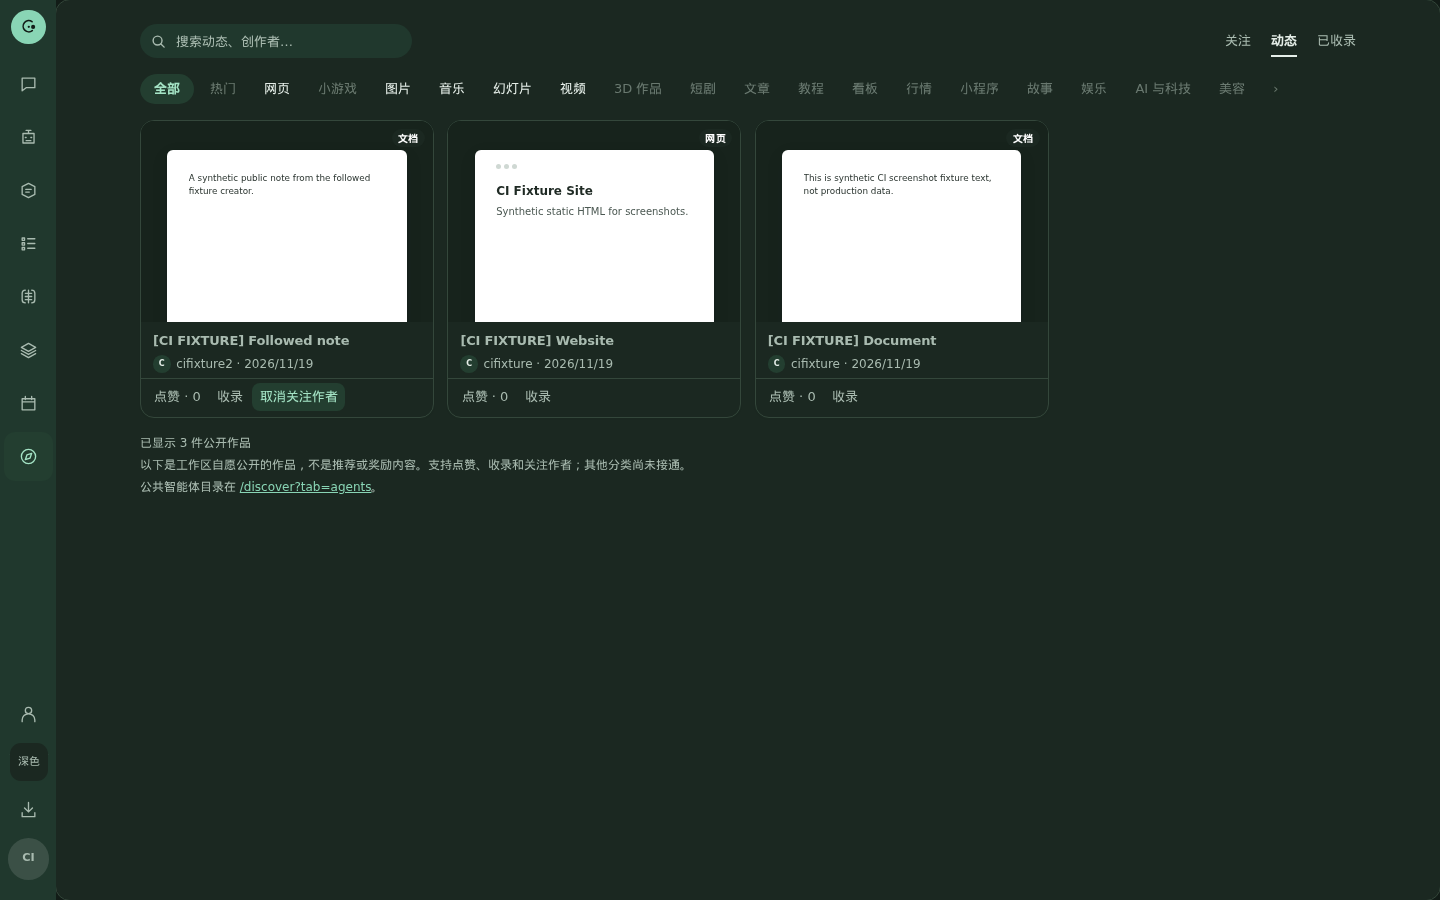 搜索动态、创作者...
关注 动态 已收录
全部 热门 网页 小游戏 图片 音乐 幻灯片 视频 3D 作品 短剧 文章 教程 看板 行情 小程序 故事 娱乐 AI 与科技 美容 ›
文档
A synthetic public note from the followed
fixture creator.
[CI FIXTURE] Followed note
C cifixture2 · 2026/11/19
点赞 · 0 收录 取消关注作者
网页
CI Fixture Site
Synthetic static HTML for screenshots.
[CI FIXTURE] Website
C cifixture · 2026/11/19
点赞 · 0 收录
文档
This is synthetic CI screenshot fixture text,
not production data.
[CI FIXTURE] Document
C cifixture · 2026/11/19
点赞 · 0 收录
已显示 3 件公开作品
以下是工作区自愿公开的作品，不是推荐或奖励内容。支持点赞、收录和关注作者；其他分类尚未接通。
公共智能体目录在 /discover?tab=agents。
深色
CI